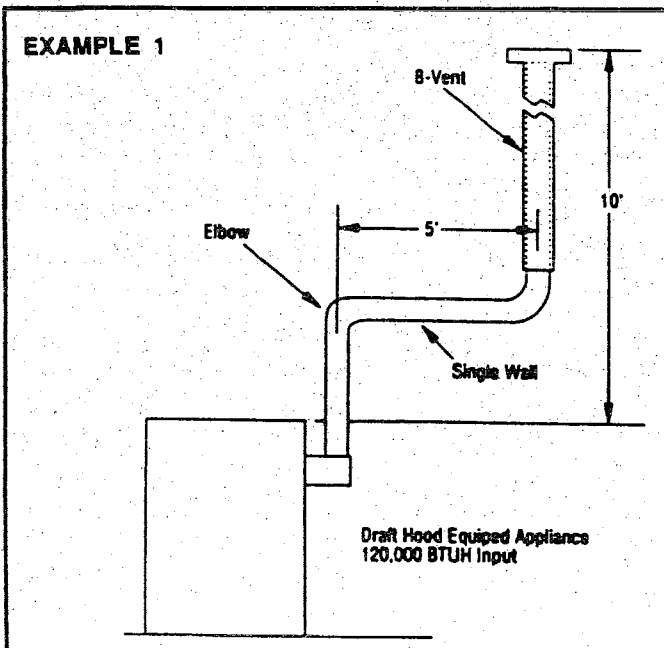 EXAMPLE 1
B-Vent
10'
5'
Elbow
Single Wall
Draft Hood Equiped Appliance
120,000 BTUH Input